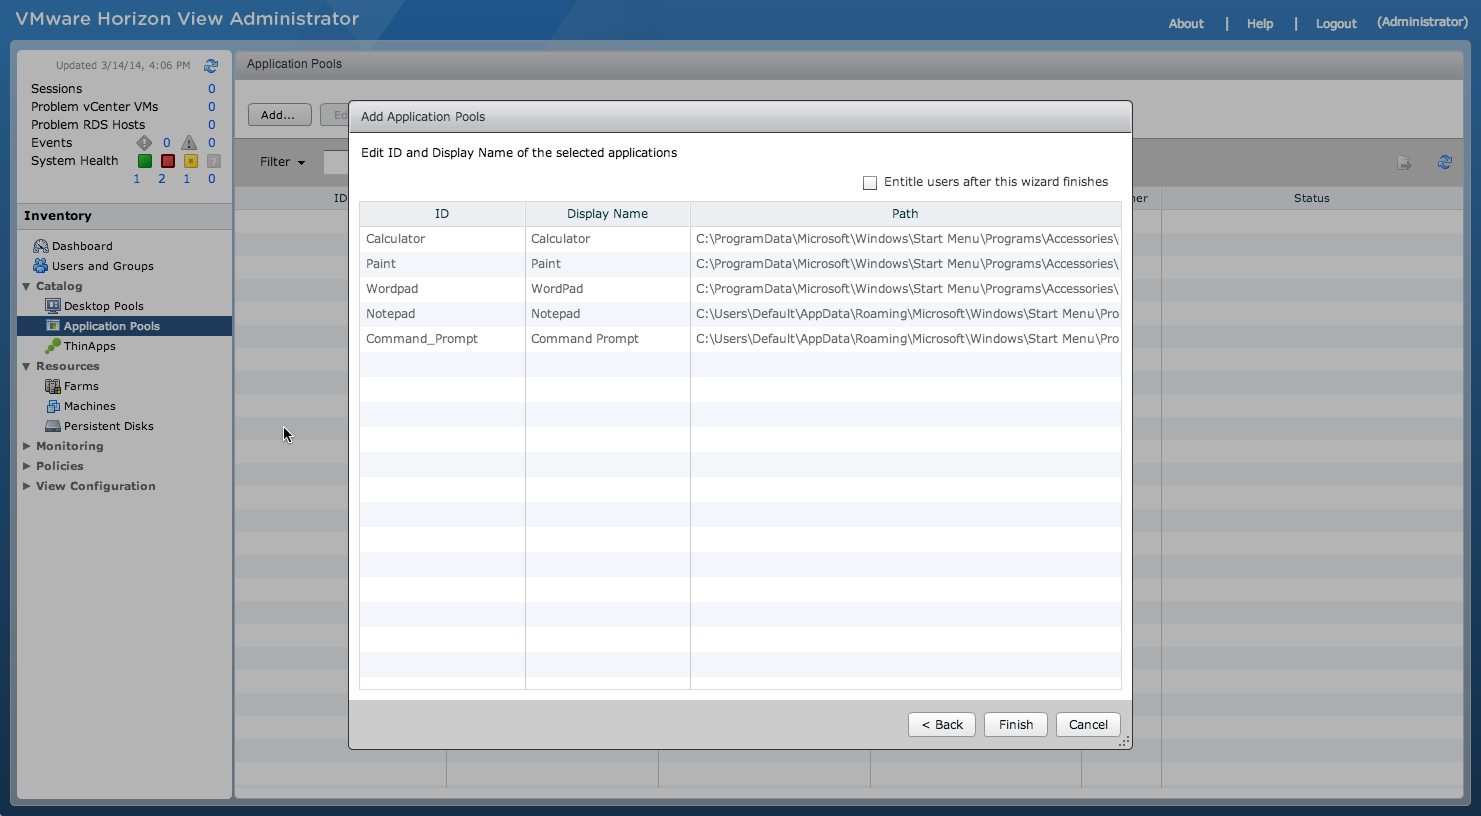 VMware Horizon View Administrator
About | Help | Logout (Administrator)
Updated 3/14/14, 4:06 PM
Sessions 0
Problem vCenter VMs 0
Problem RDS Hosts 0
Events 0 0
System Health
1 2 1 0
Inventory
Dashboard
Users and Groups
Catalog
Desktop Pools
Application Pools
ThinApps
Resources
Farms
Machines
Persistent Disks
Monitoring
Policies
View Configuration
Application Pools
Add...
Ed
Filter
ID
Status
Add Application Pools
Edit ID and Display Name of the selected applications
Entitle users after this wizard finishes
ID Display Name Path
Calculator Calculator C:\ProgramData\Microsoft\Windows\Start Menu\Programs\Accessories\
Paint Paint C:\ProgramData\Microsoft\Windows\Start Menu\Programs\Accessories\
Wordpad WordPad C:\ProgramData\Microsoft\Windows\Start Menu\Programs\Accessories\
Notepad Notepad C:\Users\Default\AppData\Roaming\Microsoft\Windows\Start Menu\Pro
Command_Prompt Command Prompt C:\Users\Default\AppData\Roaming\Microsoft\Windows\Start Menu\Pro
< Back Finish Cancel